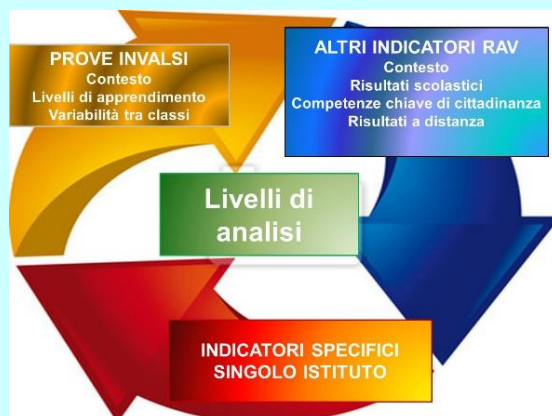 PROVE INVALSI
Contesto
Livelli di apprendimento
Variabilità tra classi
ALTRI INDICATORI RAV
Contesto
Risultati scolastici
Competenze chiave di cittadinanza
Risultati a distanza
Livelli di
analisi
INDICATORI SPECIFICI
SINGOLO ISTITUTO